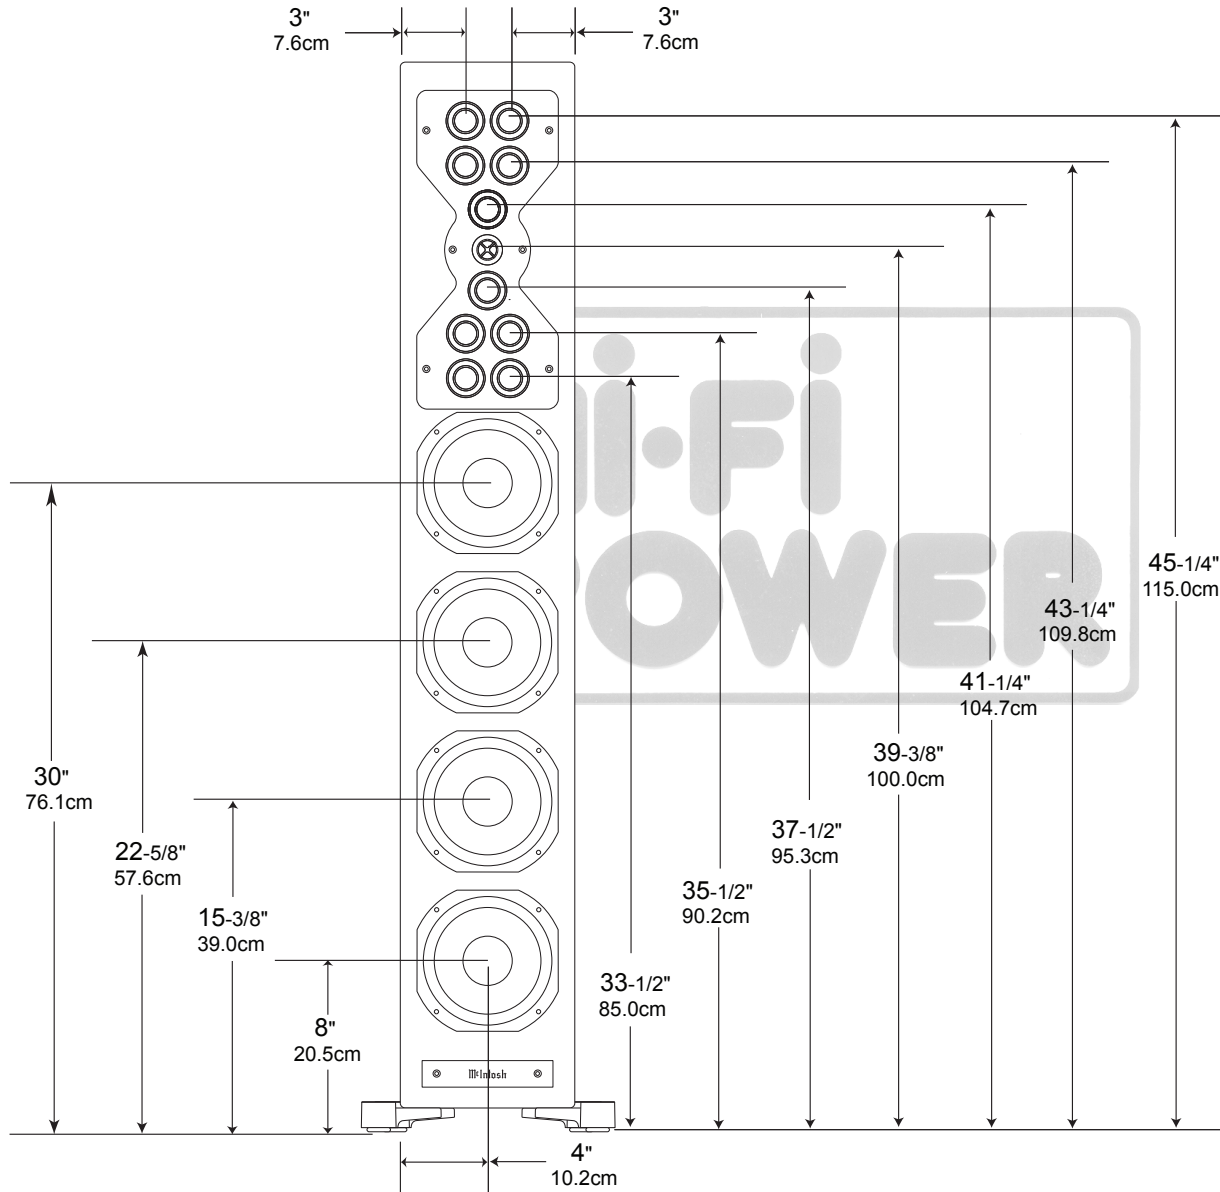 3"
7.6cm
3"
7.6cm
45-1/4"
115.0cm
43-1/4"
109.8cm
41-1/4"
104.7cm
39-3/8"
100.0cm
30"
76.1cm
37-1/2"
95.3cm
22-5/8"
57.6cm
35-1/2"
90.2cm
15-3/8"
39.0cm
33-1/2"
85.0cm
8"
20.5cm
McIntosh
4"
10.2cm
Hi-Fi
POWER